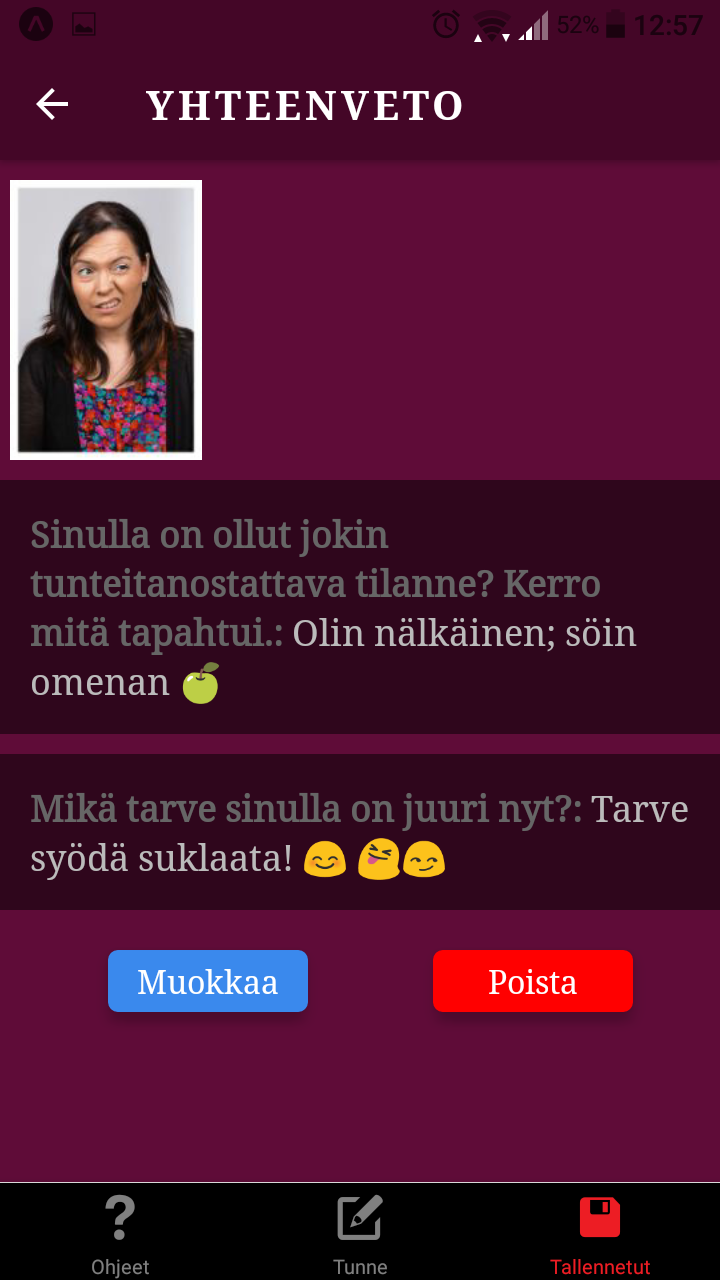 52% 12:57
YHTEENVETO
Sinulla on ollut jokin
tunteitanostattava tilanne? Kerro
mitä tapahtui.: Olin nälkäinen; söin
omenan 🍏
Mikä tarve sinulla on juuri nyt?: Tarve
syödä suklaata! 😊 😝😏
Muokkaa Poista
Ohjeet Tunne Tallennetut